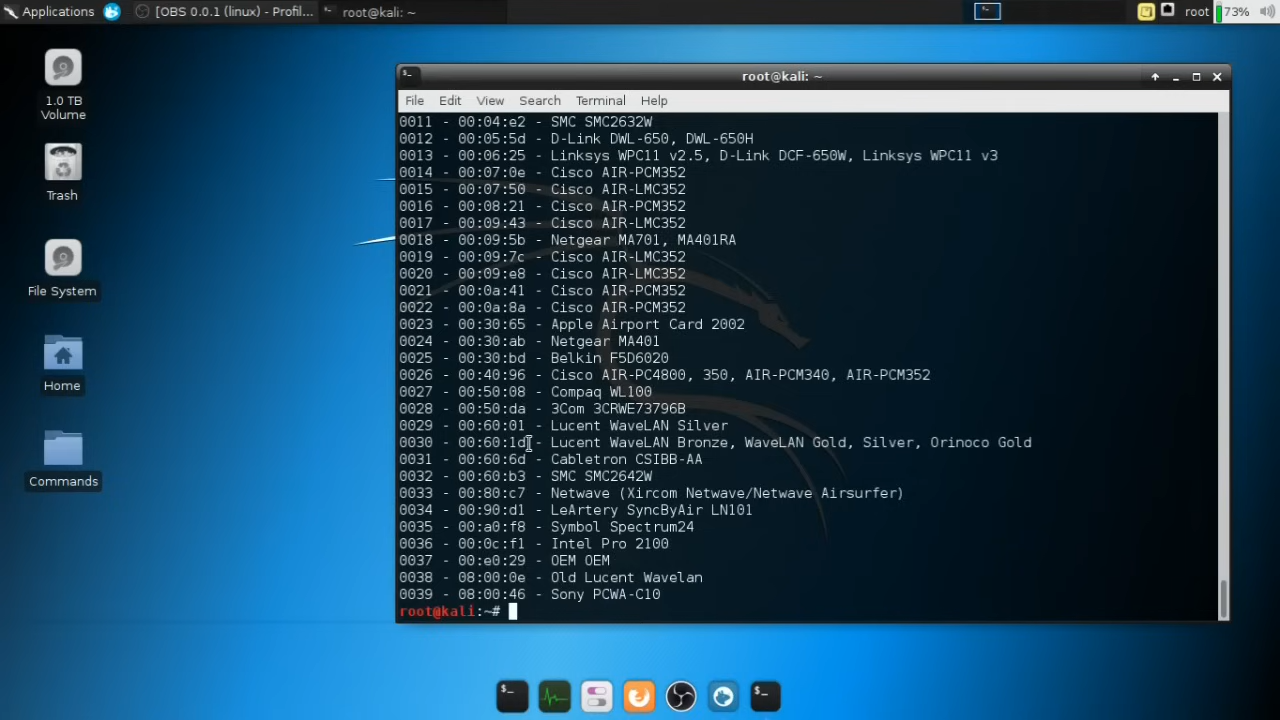 Applications
[OBS 0.0.1 (linux) - Profil...
root@kali: ~
root
73%
1.0 TB
Volume
Trash
File System
Home
Commands
root@kali: ~
File Edit View Search Terminal Help
0011 - 00:04:e2 - SMC SMC2632W
0012 - 00:05:5d - D-Link DWL-650, DWL-650H
0013 - 00:06:25 - Linksys WPC11 v2.5, D-Link DCF-650W, Linksys WPC11 v3
0014 - 00:07:0e - Cisco AIR-PCM352
0015 - 00:07:50 - Cisco AIR-LMC352
0016 - 00:08:21 - Cisco AIR-PCM352
0017 - 00:09:43 - Cisco AIR-LMC352
0018 - 00:09:5b - Netgear MA701, MA401RA
0019 - 00:09:7c - Cisco AIR-LMC352
0020 - 00:09:e8 - Cisco AIR-LMC352
0021 - 00:0a:41 - Cisco AIR-PCM352
0022 - 00:0a:8a - Cisco AIR-PCM352
0023 - 00:30:65 - Apple Airport Card 2002
0024 - 00:30:ab - Netgear MA401
0025 - 00:30:bd - Belkin F5D6020
0026 - 00:40:96 - Cisco AIR-PC4800, 350, AIR-PCM340, AIR-PCM352
0027 - 00:50:08 - Compaq WL100
0028 - 00:50:da - 3Com 3CRWE73796B
0029 - 00:60:01 - Lucent WaveLAN Silver
0030 - 00:60:1d - Lucent WaveLAN Bronze, WaveLAN Gold, Silver, Orinoco Gold
0031 - 00:60:6d - Cabletron CSIBB-AA
0032 - 00:60:b3 - SMC SMC2642W
0033 - 00:80:c7 - Netwave (Xircom Netwave/Netwave Airsurfer)
0034 - 00:90:d1 - LeArtery SyncByAir LN101
0035 - 00:a0:f8 - Symbol Spectrum24
0036 - 00:0c:f1 - Intel Pro 2100
0037 - 00:e0:29 - OEM OEM
0038 - 08:00:0e - Old Lucent Wavelan
0039 - 08:00:46 - Sony PCWA-C10
root@kali:~#